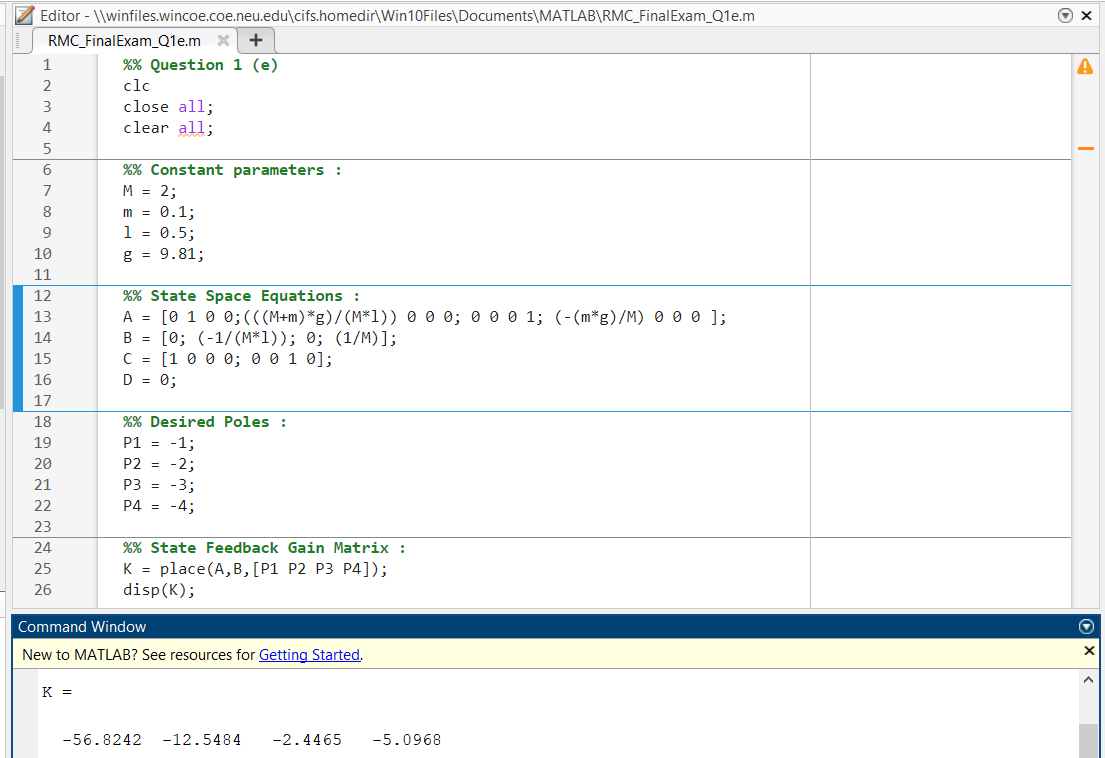 Editor - \\winfiles.wincoe.coe.neu.edu\cifs.homedir\Win10Files\Documents\MATLAB\RMC_FinalExam_Q1e.m
RMC_FinalExam_Q1e.m
1 %% Question 1 (e)
2 clc
3 close all;
4 clear all;
5
6 %% Constant parameters :
7 M = 2;
8 m = 0.1;
9 l = 0.5;
10 g = 9.81;
11
12 %% State Space Equations :
13 A = [0 1 0 0;(((M+m)*g)/(M*l)) 0 0 0; 0 0 0 1; (-(m*g)/M) 0 0 0 ];
14 B = [0; (-1/(M*l)); 0; (1/M)];
15 C = [1 0 0 0; 0 0 1 0];
16 D = 0;
17
18 %% Desired Poles :
19 P1 = -1;
20 P2 = -2;
21 P3 = -3;
22 P4 = -4;
23
24 %% State Feedback Gain Matrix :
25 K = place(A,B,[P1 P2 P3 P4]);
26 disp(K);
Command Window
New to MATLAB? See resources for Getting Started.
K =
-56.8242 -12.5484 -2.4465 -5.0968